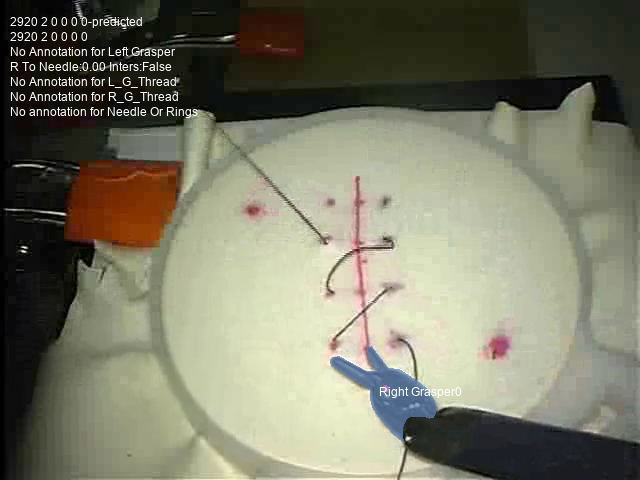 2920 2 0 0 0 0-predicted
2920 2 0 0 0 0
No Annotation for Left Grasper
R To Needle:0.00 Inters:False
No Annotation for L_G_Thread
No Annotation for R_G_Thread
No annotation for Needle Or Rings
Right Grasper0